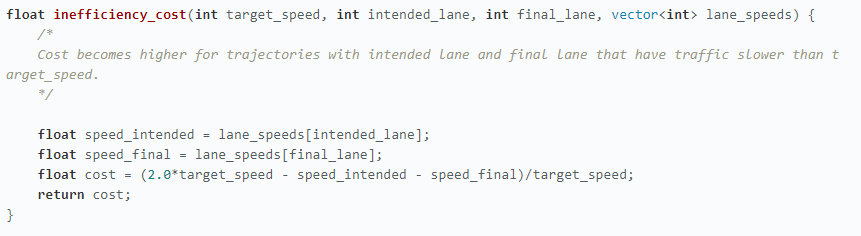 float inefficiency_cost(int target_speed, int intended_lane, int final_lane, vector<int> lane_speeds) {
    /*
    Cost becomes higher for trajectories with intended lane and final lane that have traffic slower than t
arget_speed.
    */
    float speed_intended = lane_speeds[intended_lane];
    float speed_final = lane_speeds[final_lane];
    float cost = (2.0*target_speed - speed_intended - speed_final)/target_speed;
    return cost;
}